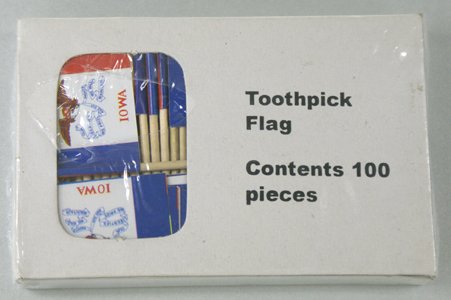 IOWA
IOWA
Toothpick
Flag
Contents 100
pieces